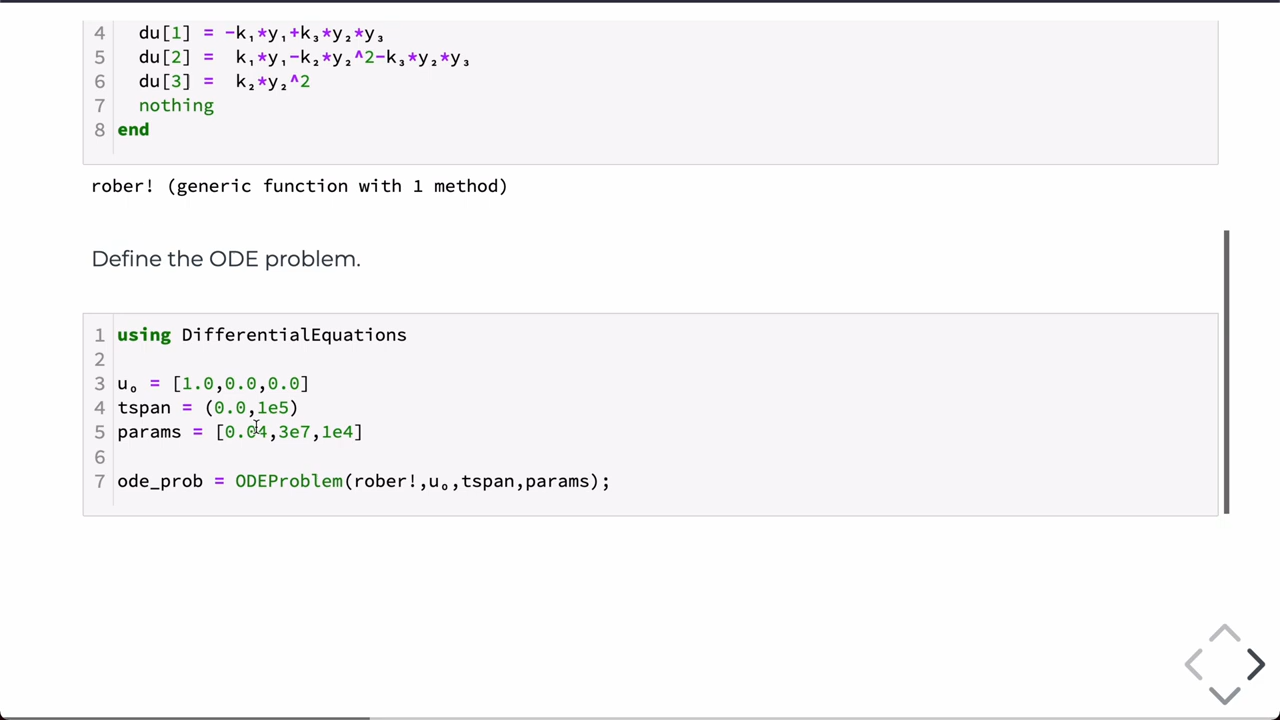 4 du[1] = -k₁*y₁+k₃*y₂*y₃
5 du[2] =  k₁*y₁-k₂*y₂^2-k₃*y₂*y₃
6 du[3] =  k₂*y₂^2
7 nothing
8 end
rober! (generic function with 1 method)
Define the ODE problem.
1 using DifferentialEquations
2
3 u₀ = [1.0,0.0,0.0]
4 tspan = (0.0,1e5)
5 params = [0.04,3e7,1e4]
6
7 ode_prob = ODEProblem(rober!,u₀,tspan,params);